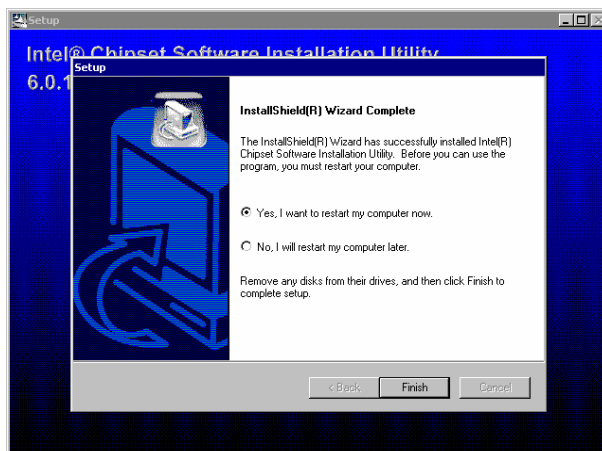 Setup
Intel® Chipset Software Installation Utility
6.0.1
Setup
InstallShield(R) Wizard Complete
The InstallShield(R) Wizard has successfully installed Intel(R)
Chipset Software Installation Utility. Before you can use the
program, you must restart your computer.
Yes, I want to restart my computer now.
No, I will restart my computer later.
Remove any disks from their drives, and then click Finish to
complete setup.
< Back
Finish
Cancel